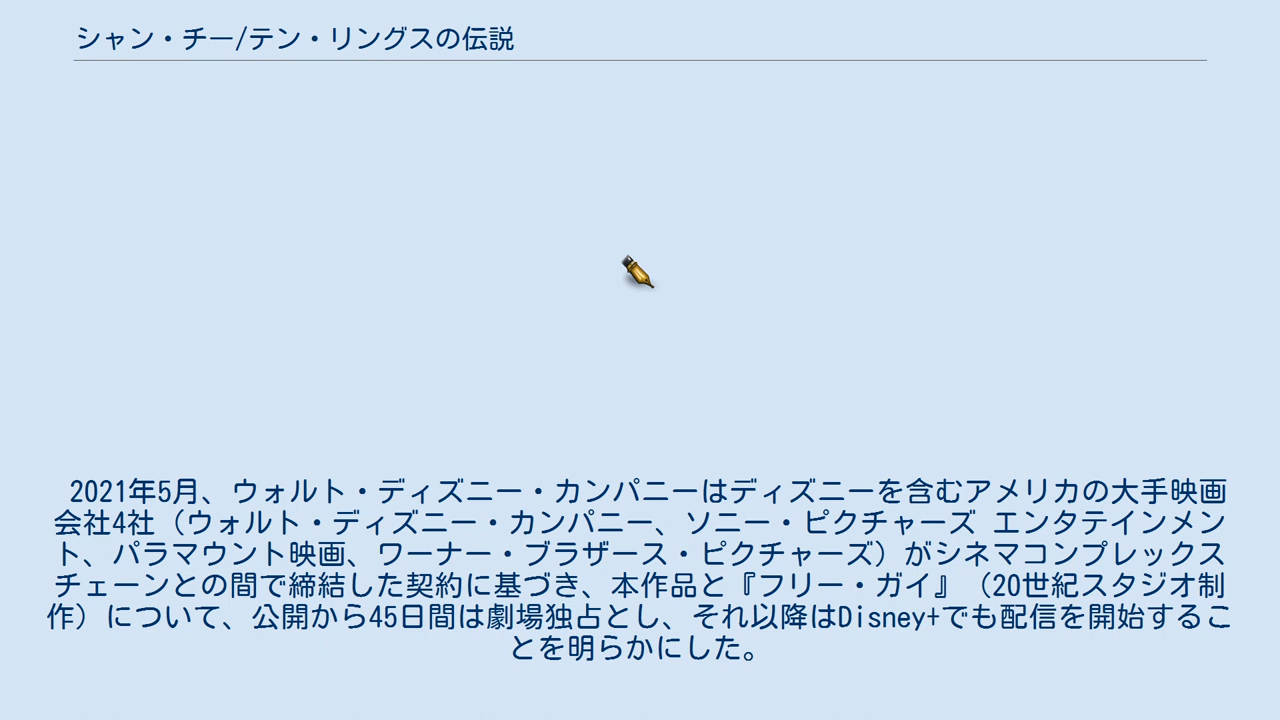 シャン・チー/テン・リングスの伝説
2021年5月、ウォルト・ディズニー・カンパニーはディズニーを含むアメリカの大手映画
会社4社（ウォルト・ディズニー・カンパニー、ソニー・ピクチャーズ エンタテインメン
ト、パラマウント映画、ワーナー・ブラザース・ピクチャーズ）がシネマコンプレックス
チェーンとの間で締結した契約に基づき、本作品と『フリー・ガイ』（20世紀スタジオ制
作）について、公開から45日間は劇場独占とし、それ以降はDisney+でも配信を開始するこ
とを明らかにした。